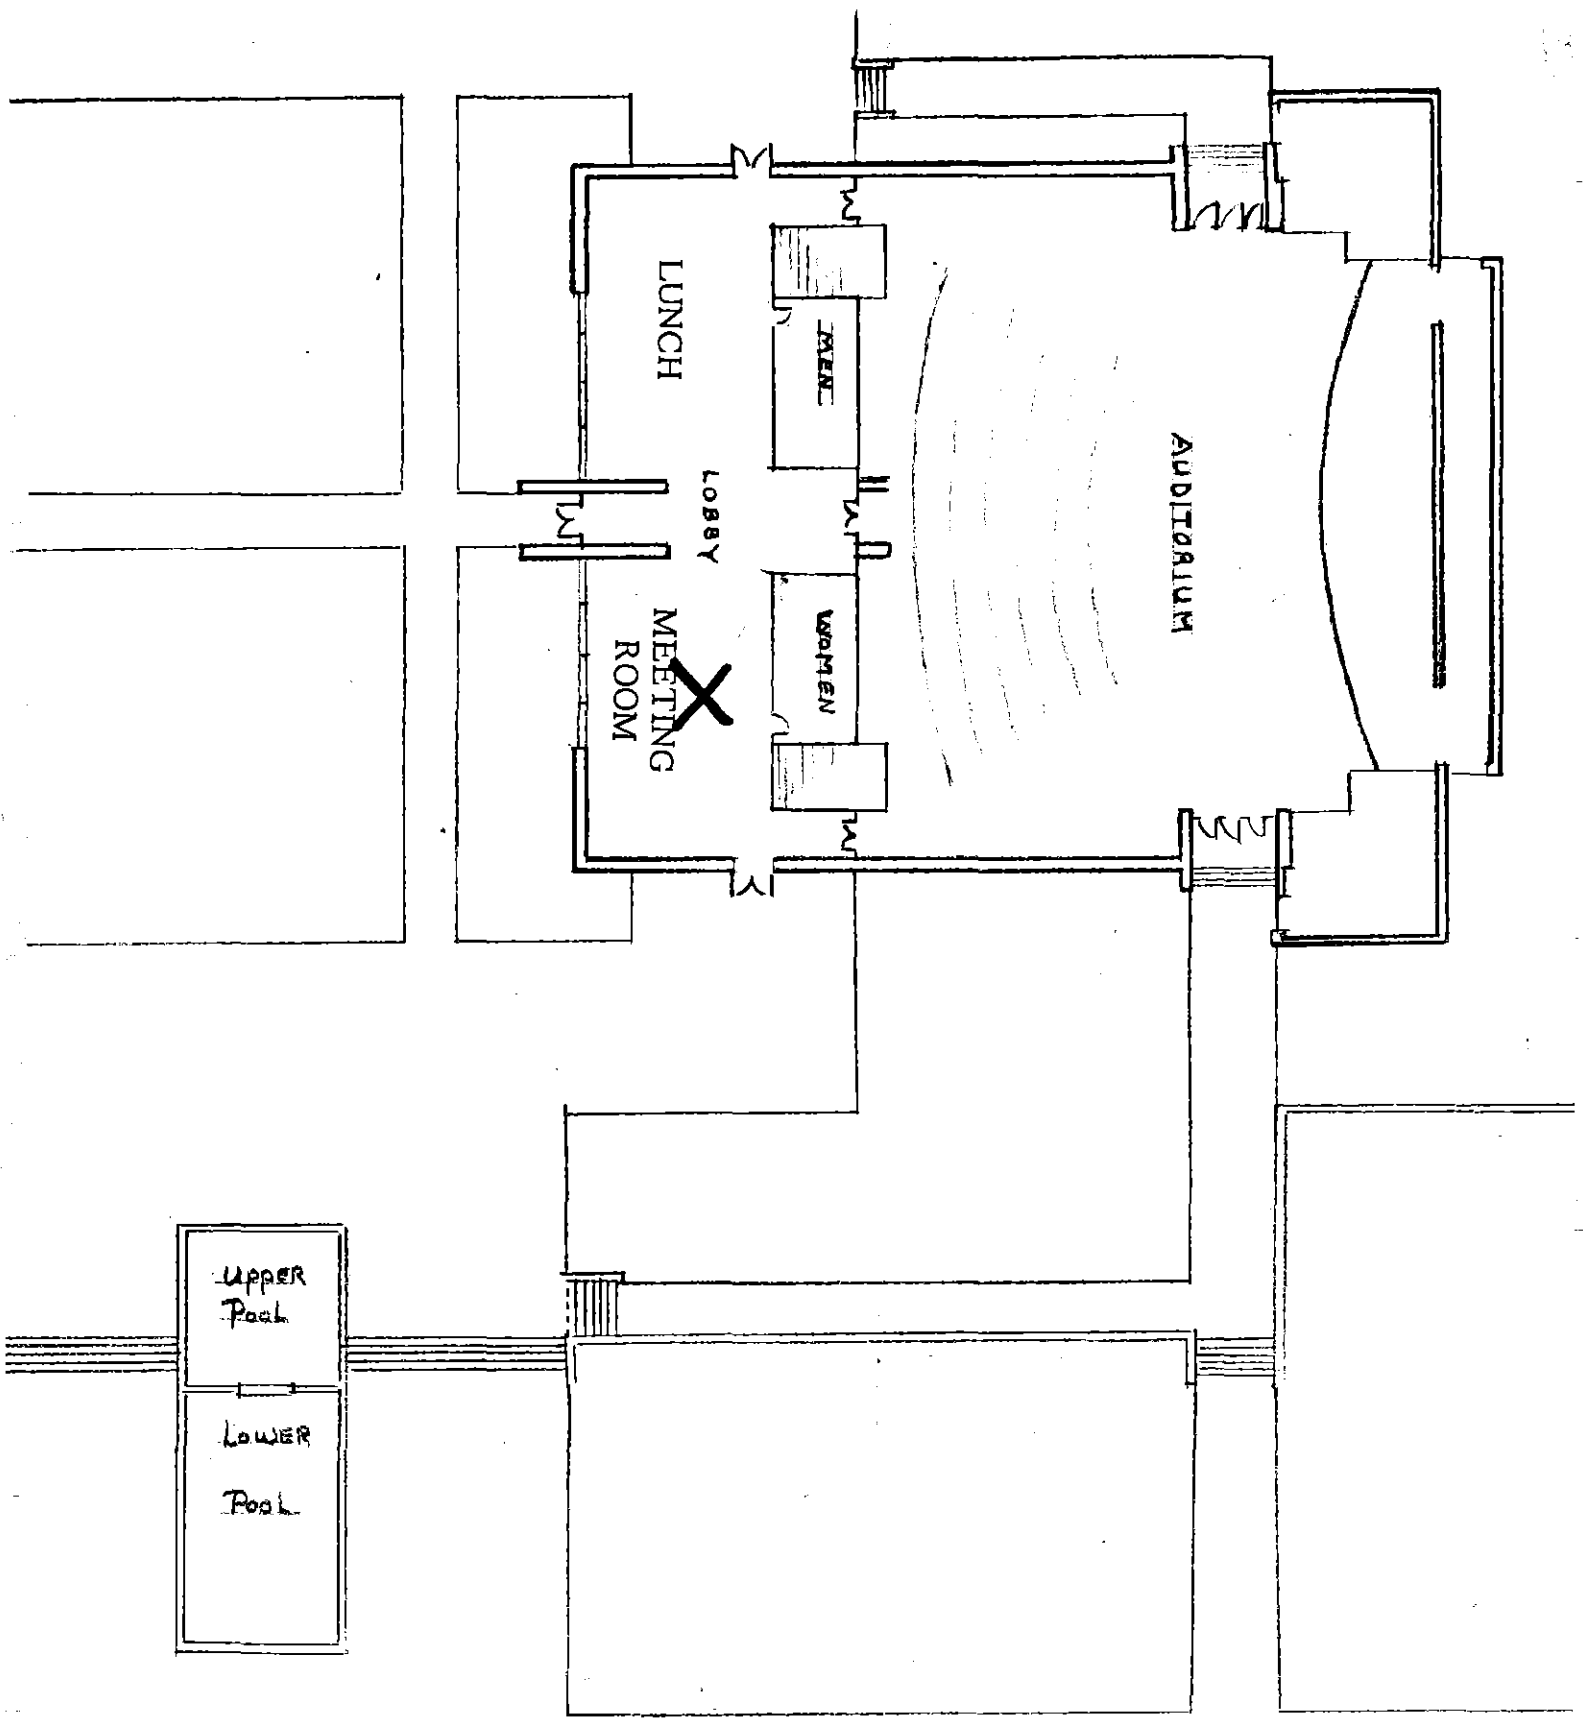 LUNCH
MEN
LOBBY
AUDITORIUM
MEETING
ROOM
X
WOMEN
UPPER
POOL
LOWER
POOL